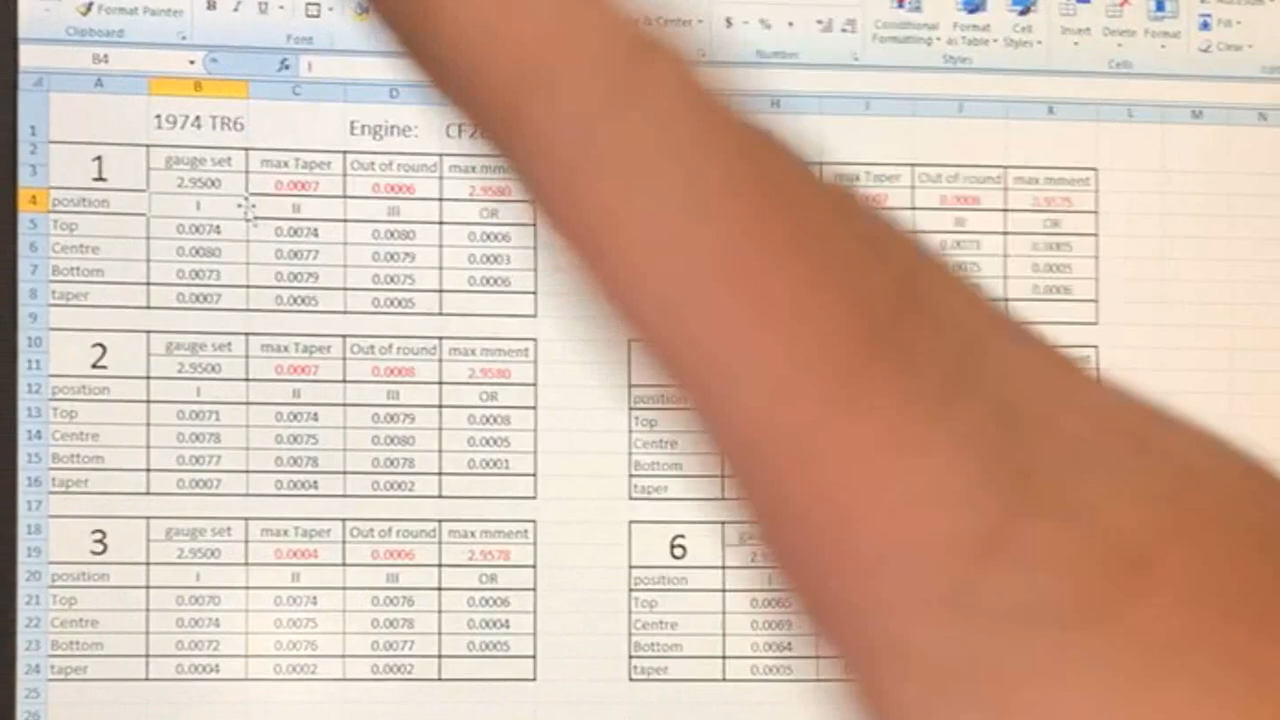 Format Painter
B I U
& Center
$ - % ,
Conditional Formatting
Format as Table
Cell Styles
Insert
Delete
Format
Fill
Clear
Clipboard
Font
Number
Styles
Cells
B4 fx I
A B C D H I J K L M N
1 1974 TR6 Engine:
2 1 gauge set max Taper Out of round
3 2.9500 0.0007 0.0006 2.9580
4 position I II III OR
5 Top 0.0074 0.0074 0.0080 0.0006
6 Centre 0.0080 0.0077 0.0079 0.0003
7 Bottom 0.0073 0.0079 0.0075 0.0006
8 taper 0.0007 0.0005 0.0005
9
max Taper Out of round max mment
III OR
10 2 gauge set max Taper Out of round max mment
11 2.9500 0.0007 0.0008 2.9580
12 position I II III OR
13 Top 0.0071 0.0074 0.0079 0.0008
14 Centre 0.0078 0.0075 0.0080 0.0005
15 Bottom 0.0077 0.0078 0.0078 0.0001
16 taper 0.0007 0.0004 0.0002
17
position
Top
Centre
Bottom
taper
18 3 gauge set max Taper Out of round max mment
19 2.9500 0.0004 0.0006 2.9578
20 position I II III OR
21 Top 0.0070 0.0074 0.0076 0.0006
22 Centre 0.0074 0.0075 0.0078 0.0004
23 Bottom 0.0072 0.0076 0.0077 0.0005
24 taper 0.0004 0.0002 0.0002
25
26
6
position I
Top 0.0065
Centre 0.0069
Bottom 0.0064
taper 0.0005